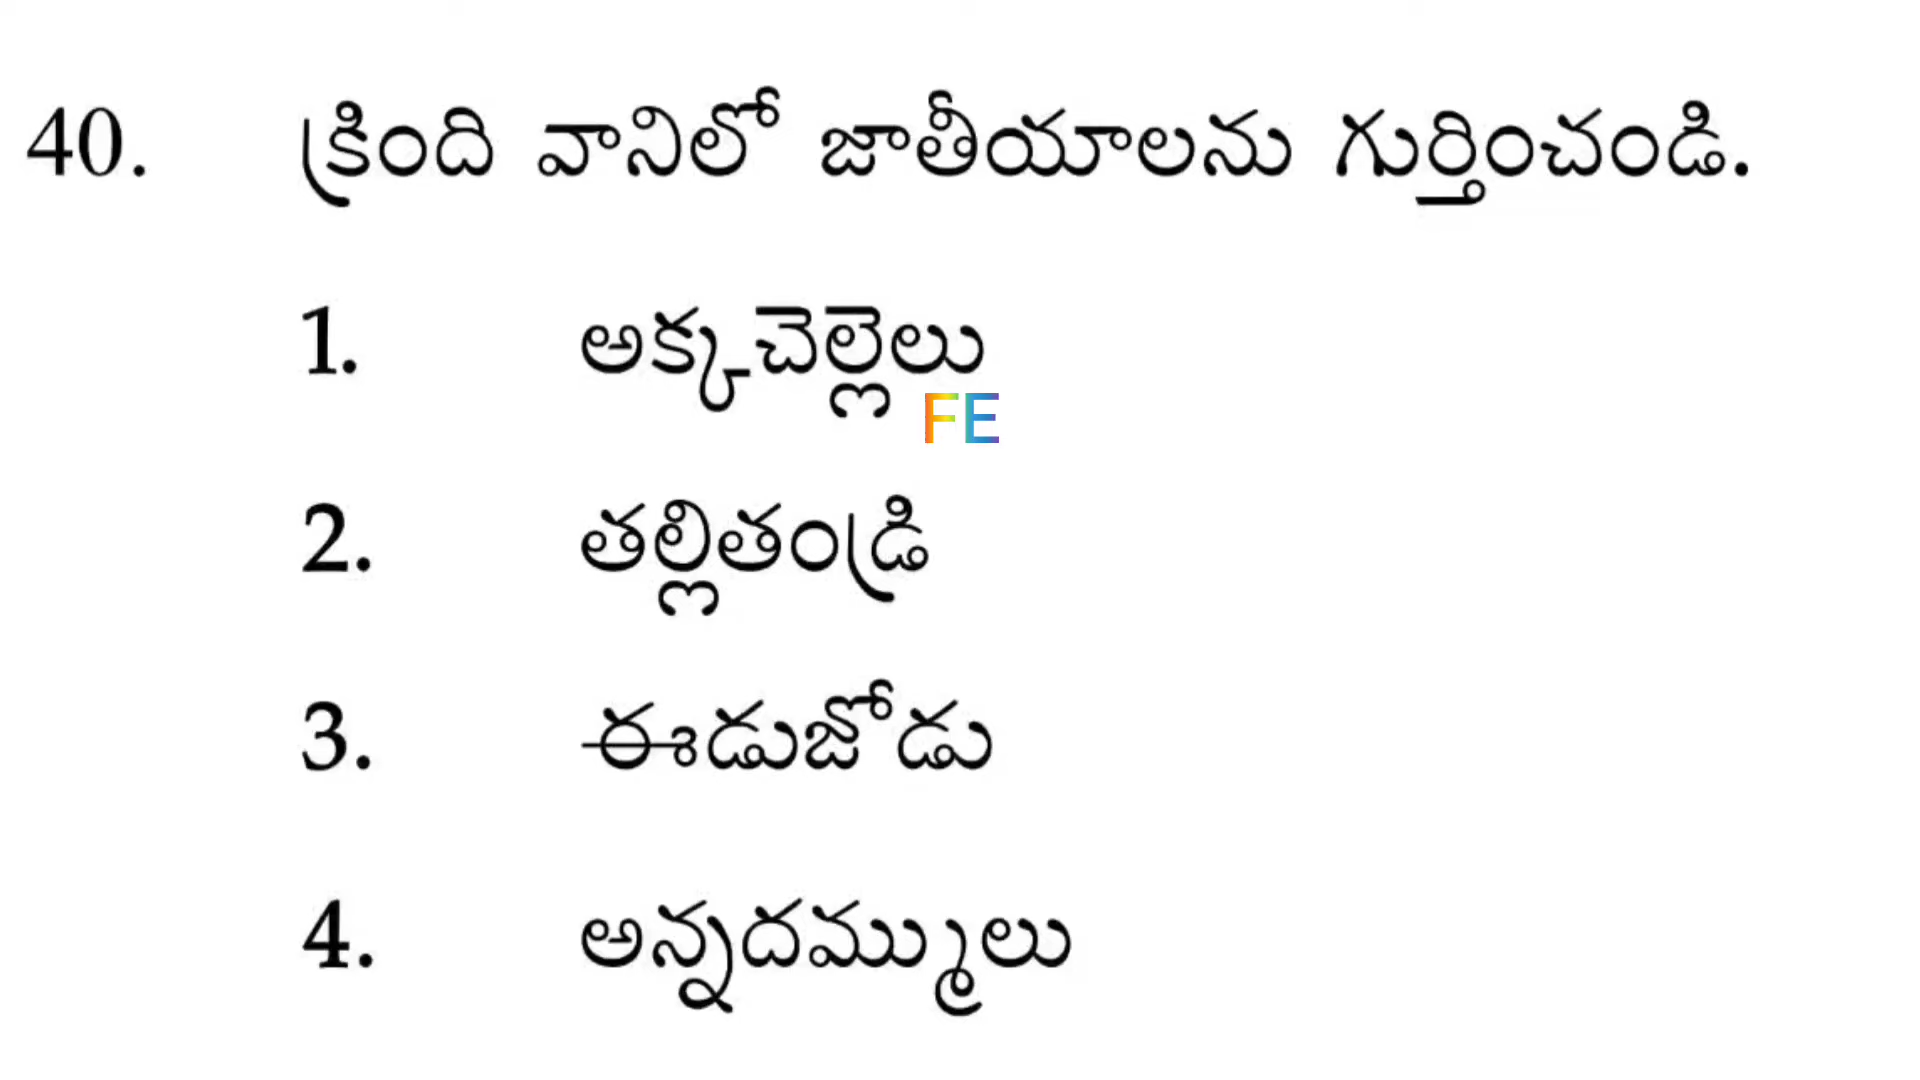 40. క్రింది వానిలో జాతీయాలను గుర్తించండి.
1. అక్కచెల్లెలు
FE
2. తల్లితండ్రి
3. ఈడుజోడు
4. అన్నదమ్ములు